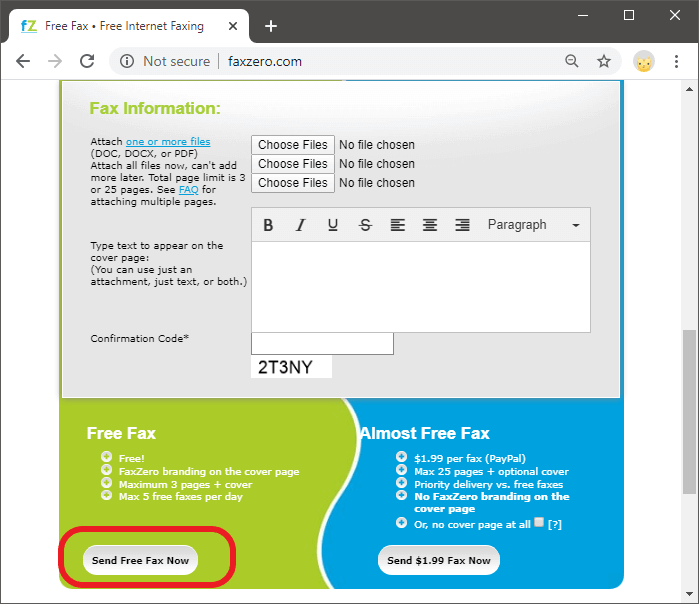 fZ Free Fax • Free Internet Faxing
Not secure | faxzero.com
Fax Information:
Attach one or more files
(DOC, DOCX, or PDF)
Attach all files now, can't add
more later. Total page limit is 3
or 25 pages. See FAQ for
attaching multiple pages.
Choose Files No file chosen
Choose Files No file chosen
Choose Files No file chosen
B I U S Paragraph
Type text to appear on the
cover page:
(You can use just an
attachment, just text, or both.)
Confirmation Code*
2T3NY
Free Fax
Free!
FaxZero branding on the cover page
Maximum 3 pages + cover
Max 5 free faxes per day
Send Free Fax Now
Almost Free Fax
$1.99 per fax (PayPal)
Max 25 pages + optional cover
Priority delivery vs. free faxes
No FaxZero branding on the
cover page
Or, no cover page at all [?]
Send $1.99 Fax Now